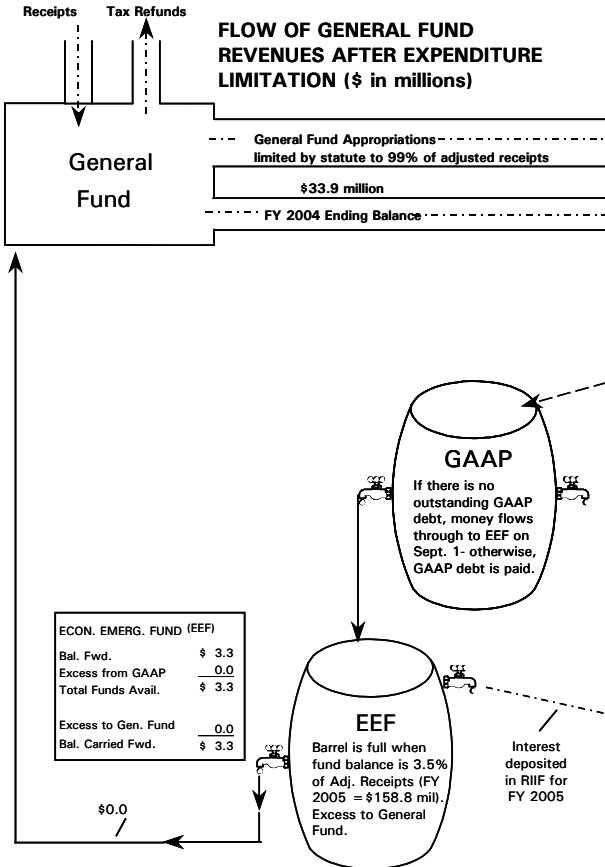 Receipts
Tax Refunds
FLOW OF GENERAL FUND
REVENUES AFTER EXPENDITURE
LIMITATION ($ in millions)
General
Fund
General Fund Appropriations
limited by statute to 99% of adjusted receipts
$33.9 million
FY 2004 Ending Balance
GAAP
If there is no
outstanding GAAP
debt, money flows
through to EEF on
Sept. 1- otherwise,
GAAP debt is paid.
ECON. EMERG. FUND (EEF)
Bal. Fwd. $ 3.3
Excess from GAAP 0.0
Total Funds Avail. $ 3.3
Excess to Gen. Fund 0.0
Bal. Carried Fwd. $ 3.3
EEF
Barrel is full when
fund balance is 3.5%
of Adj. Receipts (FY
2005 = $158.8 mil).
Excess to General
Fund.
Interest
deposited
in RIIF for
FY 2005
$0.0